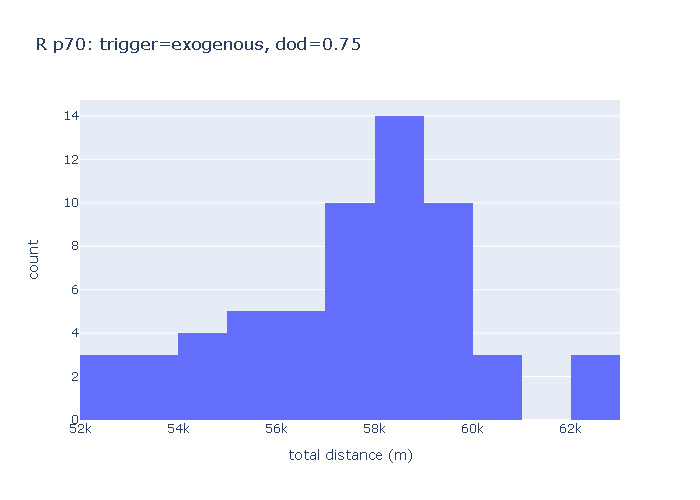 R p70: trigger=exogenous, dod=0.75
14
12
10
8
6
4
2
0
count
52k
54k
56k
58k
60k
62k
total distance (m)